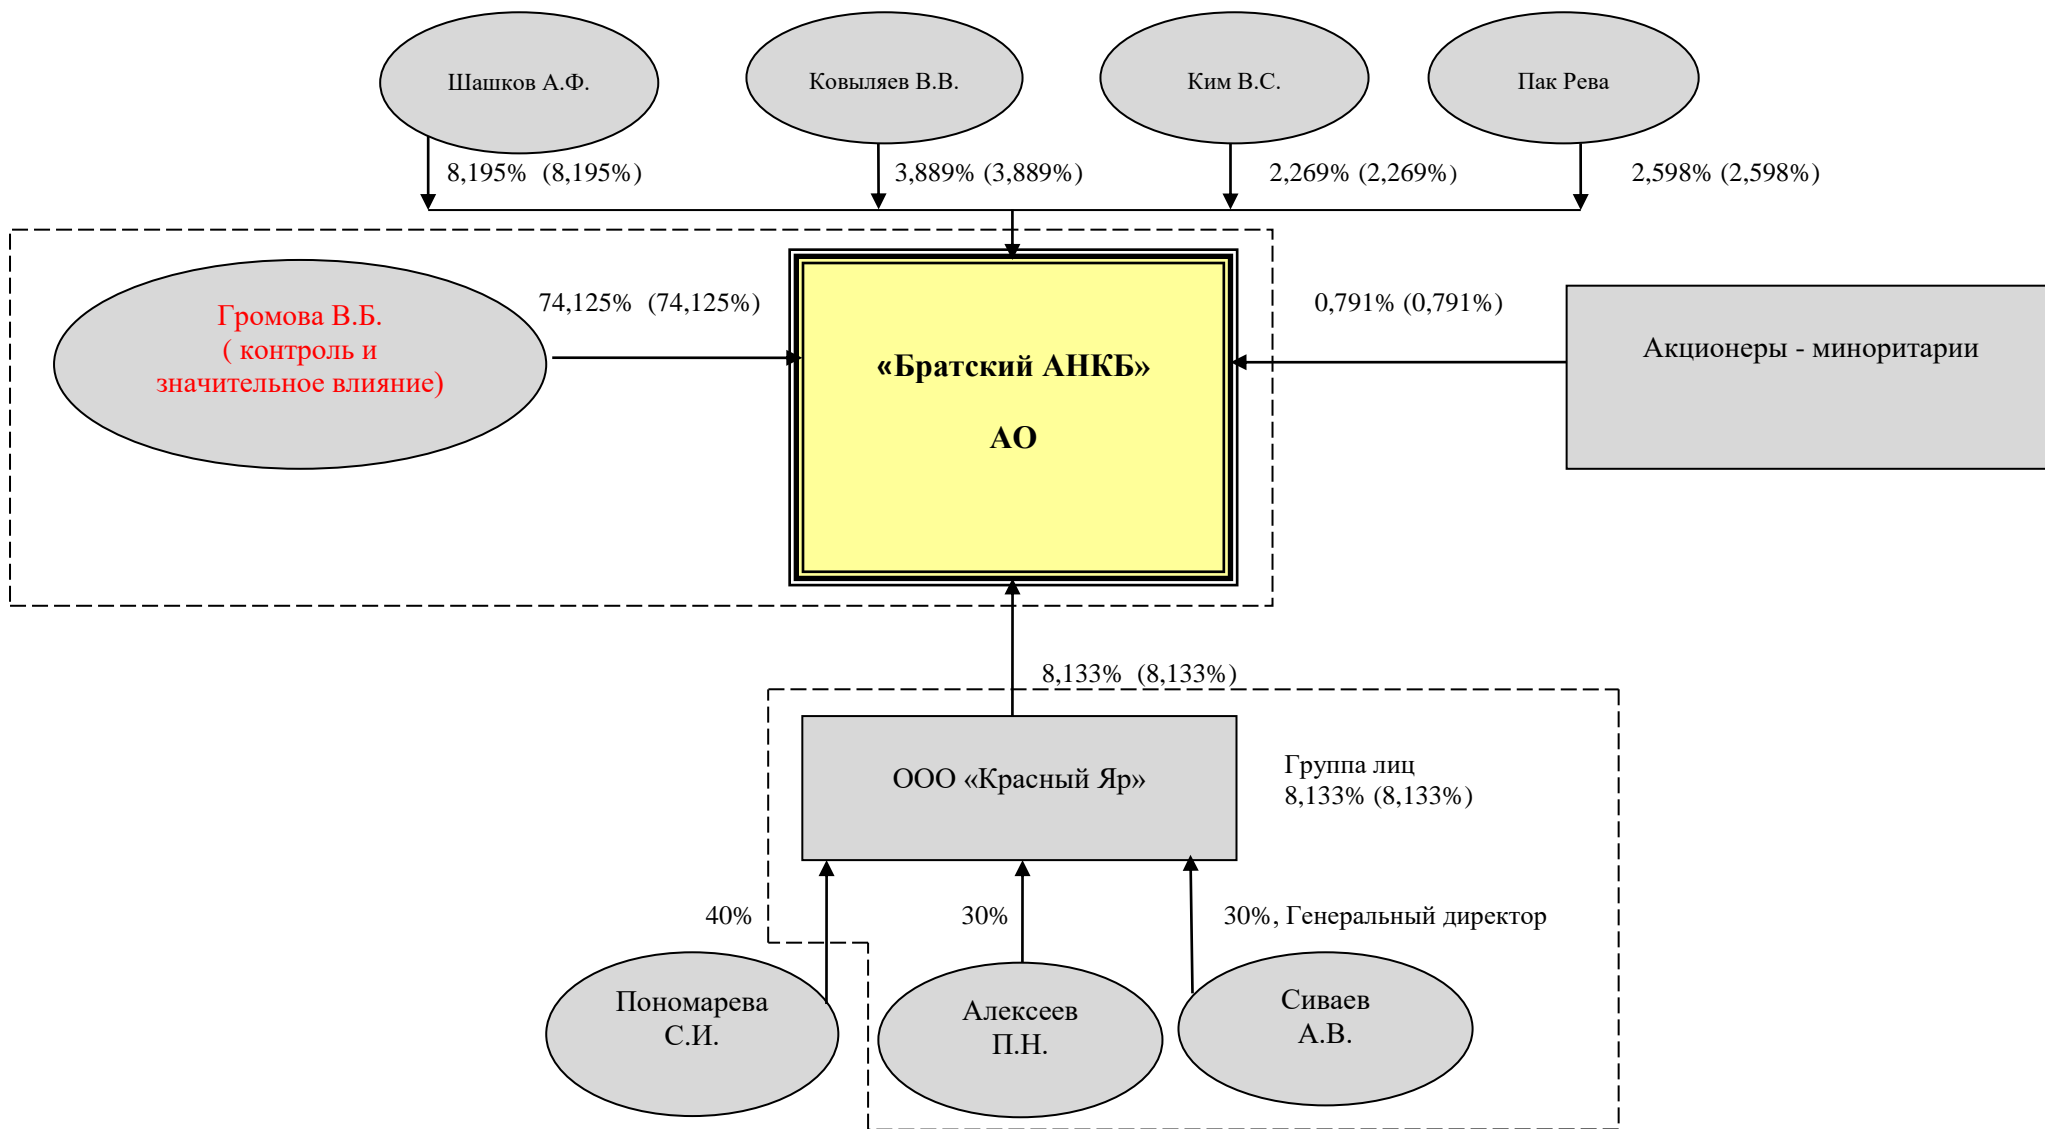 Шашков А.Ф.
Ковыляев В.В.
Ким В.С.
Пак Рева
8,195%  (8,195%)
3,889% (3,889%)
2,269% (2,269%)
2,598% (2,598%)
Громова В.Б.
( контроль и
значительное влияние)
74,125%  (74,125%)
«Братский АНКБ»
АО
0,791% (0,791%)
Акционеры - миноритарии
8,133%  (8,133%)
ООО «Красный Яр»
Группа лиц
8,133% (8,133%)
40%
30%
30%, Генеральный директор
Пономарева
С.И.
Алексеев
П.Н.
Сиваев
А.В.